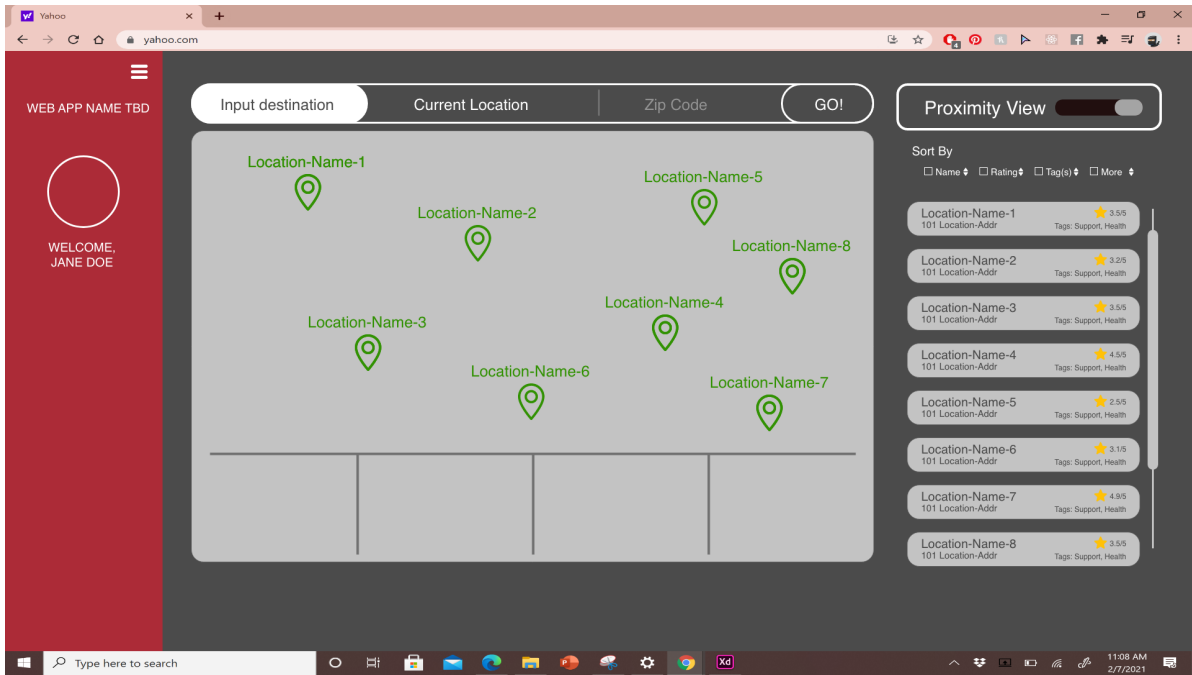 Yahoo
yahoo.com
4
WEB APP NAME TBD
WELCOME,
JANE DOE
Input destination
Current Location
Zip Code
GO!
Location-Name-1
Location-Name-5
Location-Name-2
Location-Name-8
Location-Name-4
Location-Name-3
Location-Name-6
Location-Name-7
Proximity View
Sort By
Name Rating Tag(s) More
Location-Name-1 3.5/5
101 Location-Addr Tags: Support, Health
Location-Name-2 3.2/5
101 Location-Addr Tags: Support, Health
Location-Name-3 3.5/5
101 Location-Addr Tags: Support, Health
Location-Name-4 4.5/5
101 Location-Addr Tags: Support, Health
Location-Name-5 2.5/5
101 Location-Addr Tags: Support, Health
Location-Name-6 3.1/5
101 Location-Addr Tags: Support, Health
Location-Name-7 4.9/5
101 Location-Addr Tags: Support, Health
Location-Name-8 3.5/5
101 Location-Addr Tags: Support, Health
Type here to search
Xd
11:08 AM
2/7/2021